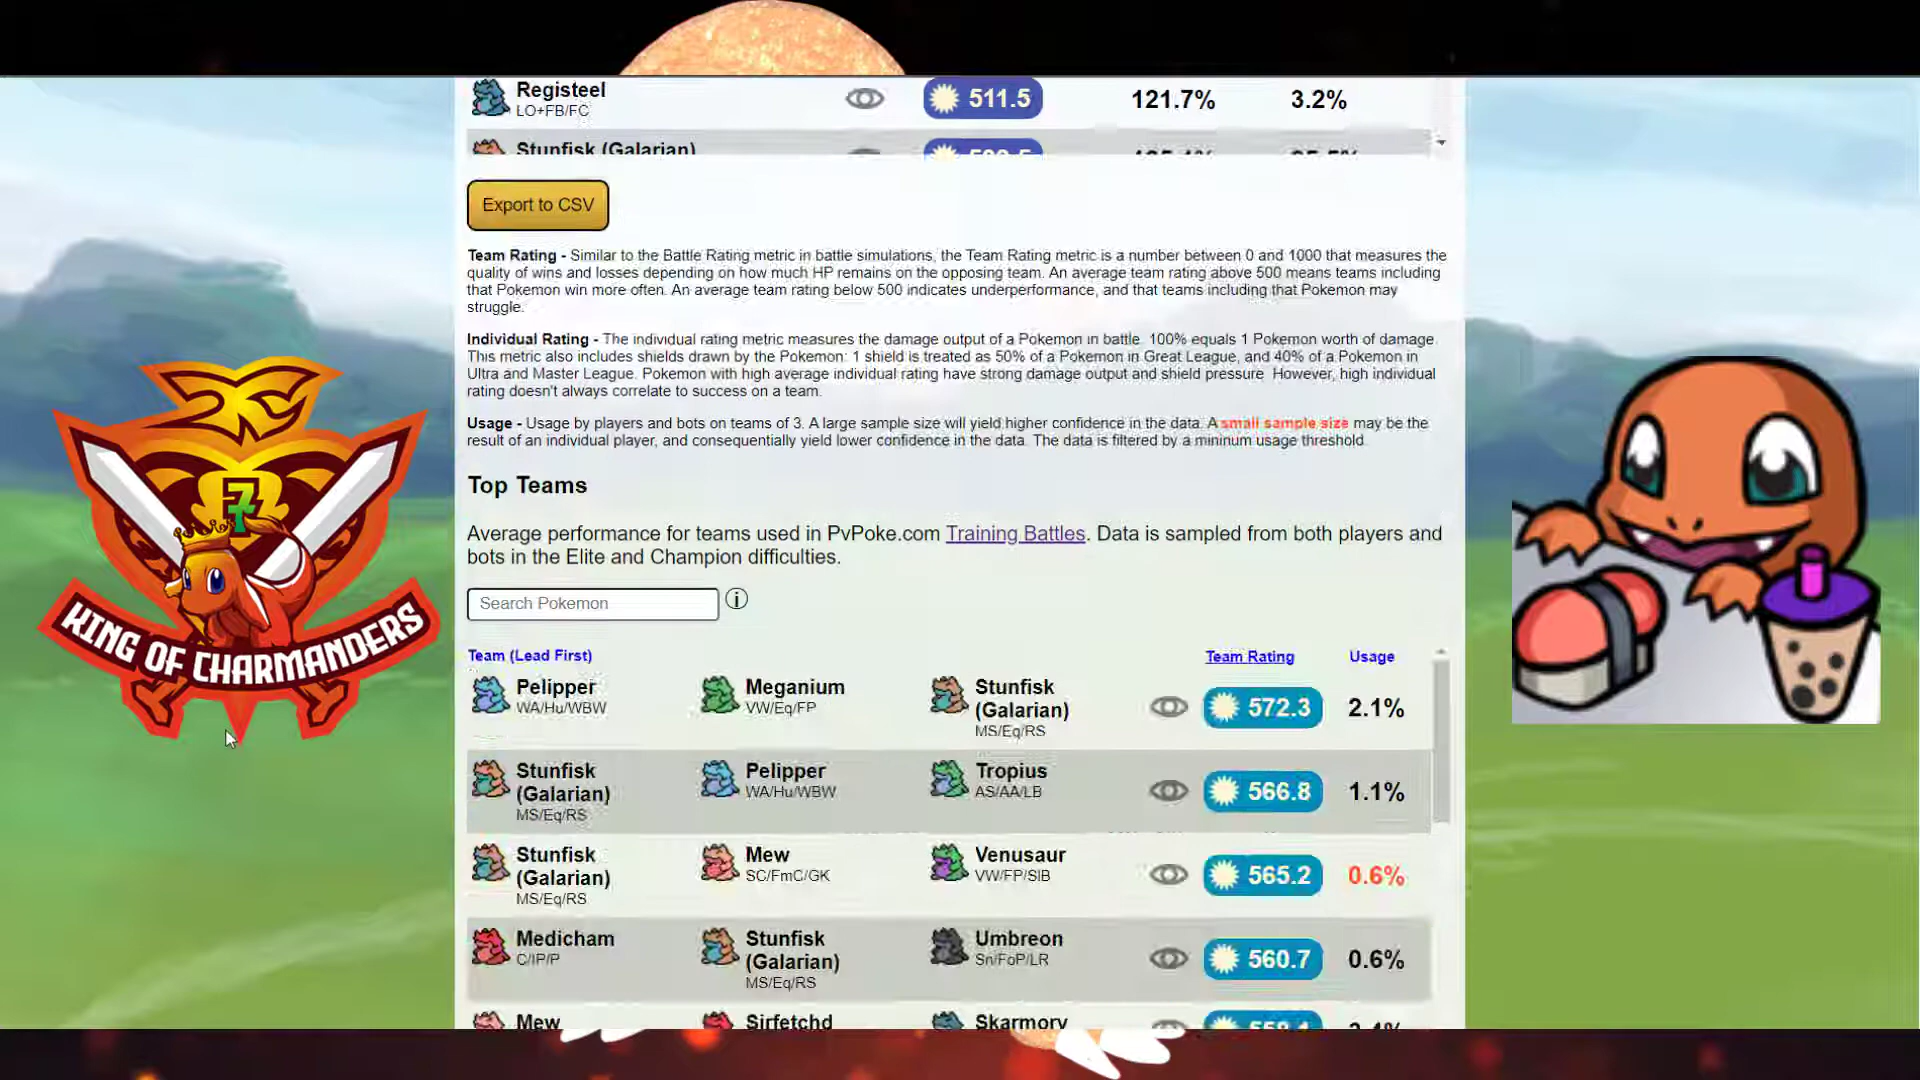 Registeel
LO+FB/FC
511.5
121.7%
3.2%
Stunfisk (Galarian)
Export to CSV
Team Rating - Similar to the Battle Rating metric in battle simulations, the Team Rating metric is a number between 0 and 1000 that measures the
quality of wins and losses depending on how much HP remains on the opposing team. An average team rating above 500 means teams including
that Pokemon win more often. An average team rating below 500 indicates underperformance, and that teams including that Pokemon may
struggle.
Individual Rating - The individual rating metric measures the damage output of a Pokemon in battle. 100% equals 1 Pokemon worth of damage.
This metric also includes shields drawn by the Pokemon: 1 shield is treated as 50% of a Pokemon in Great League, and 40% of a Pokemon in
Ultra and Master League. Pokemon with high average individual rating have strong damage output and shield pressure. However, high individual
rating doesn't always correlate to success on a team.
Usage - Usage by players and bots on teams of 3. A large sample size will yield higher confidence in the data. A small sample size may be the
result of an individual player, and consequentially yield lower confidence in the data. The data is filtered by a mininum usage threshold.
Top Teams
Average performance for teams used in PvPoke.com Training Battles. Data is sampled from both players and
bots in the Elite and Champion difficulties.
Search Pokemon
i
Team (Lead First)
Team Rating
Usage
Pelipper
WA/Hu/WBW
Meganium
VW/Eq/FP
Stunfisk
(Galarian)
MS/Eq/RS
572.3
2.1%
Stunfisk
(Galarian)
MS/Eq/RS
Pelipper
WA/Hu/WBW
Tropius
AS/AA/LB
566.8
1.1%
Stunfisk
(Galarian)
MS/Eq/RS
Mew
SC/FmC/GK
Venusaur
VW/FP/SlB
565.2
0.6%
Medicham
C/IP/P
Stunfisk
(Galarian)
MS/Eq/RS
Umbreon
Sn/FoP/LR
560.7
0.6%
Mew
Sirfetchd
Skarmory
KING OF CHARMANDERS
7